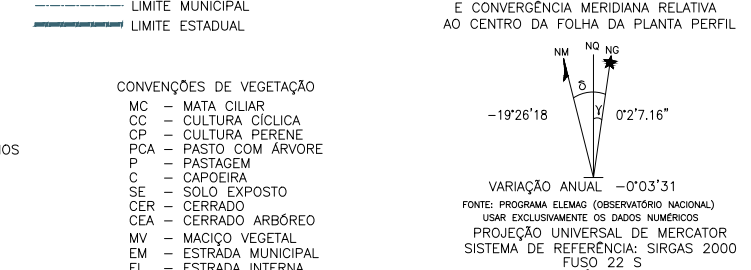 LIMITE MUNICIPAL
LIMITE ESTADUAL
CONVENÇÕES DE VEGETAÇÃO
MC – MATA CILIAR
CC – CULTURA CÍCLICA
CP – CULTURA PERENE
PCA – PASTO COM ÁRVORE
P – PASTAGEM
C – CAPOEIRA
SE – SOLO EXPOSTO
CER – CERRADO
CEA – CERRADO ARBÓREO
MV – MACIÇO VEGETAL
EM – ESTRADA MUNICIPAL
EI – ESTRADA INTERNA
E CONVERGÊNCIA MERIDIANA RELATIVA
AO CENTRO DA FOLHA DA PLANTA PERFIL
NM NQ NG
δ
-19°26'18 γ 0°2'7.16"
VARIAÇÃO ANUAL -0°03'31
FONTE: PROGRAMA ELEMAG (OBSERVATÓRIO NACIONAL)
USAR EXCLUSIVAMENTE OS DADOS NUMÉRICOS
PROJEÇÃO UNIVERSAL DE MERCATOR
SISTEMA DE REFERÊNCIA: SIRGAS 2000
FUSO 22 S